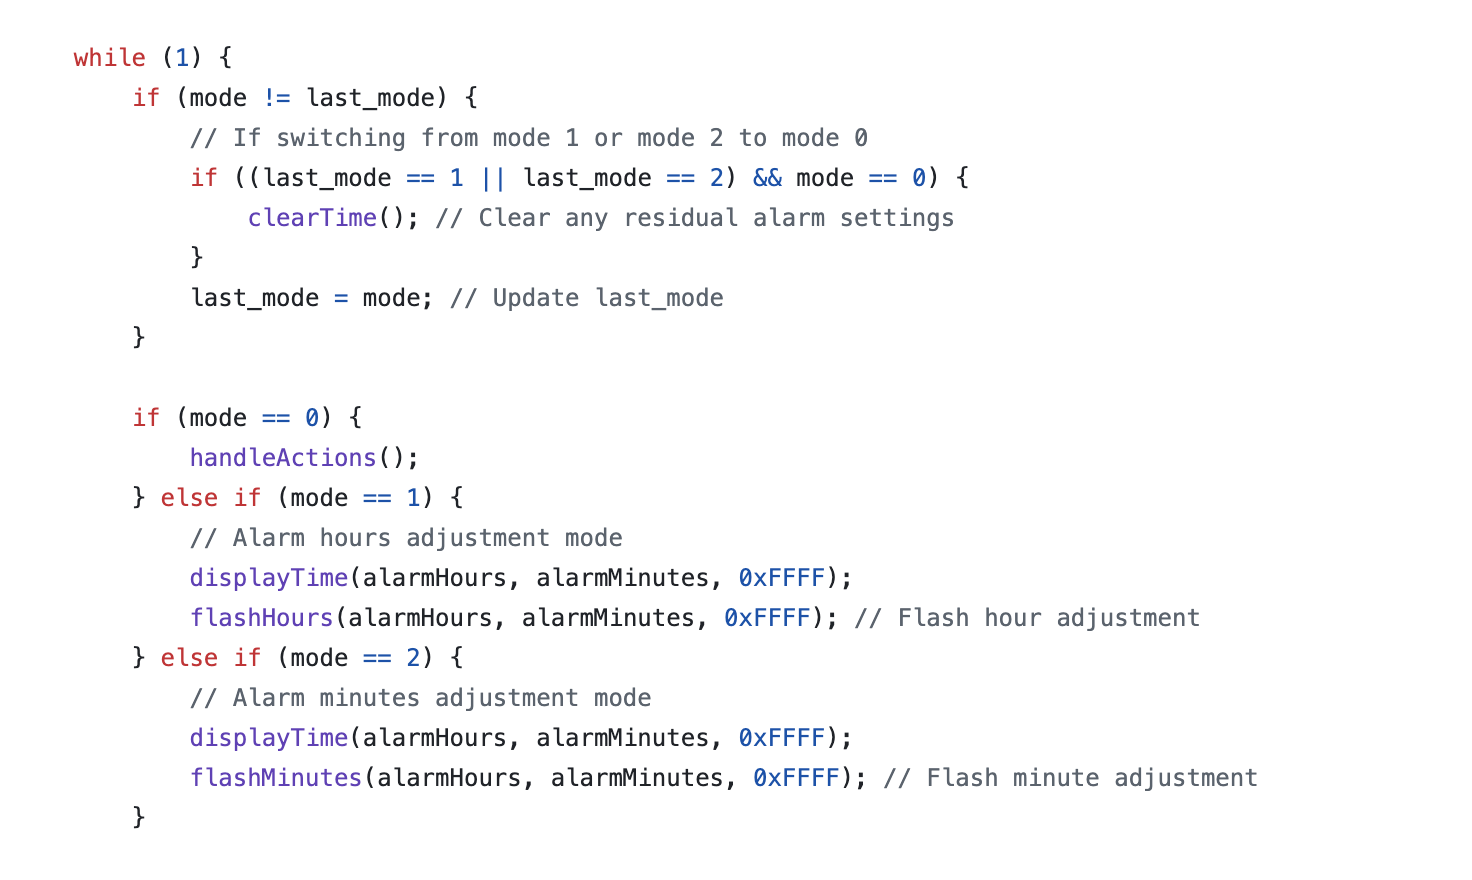 while (1) {
if (mode != last_mode) {
// If switching from mode 1 or mode 2 to mode 0
if ((last_mode == 1 || last_mode == 2) && mode == 0) {
clearTime(); // Clear any residual alarm settings
}
last_mode = mode; // Update last_mode
}
if (mode == 0) {
handleActions();
} else if (mode == 1) {
// Alarm hours adjustment mode
displayTime(alarmHours, alarmMinutes, 0xFFFF);
flashHours(alarmHours, alarmMinutes, 0xFFFF); // Flash hour adjustment
} else if (mode == 2) {
// Alarm minutes adjustment mode
displayTime(alarmHours, alarmMinutes, 0xFFFF);
flashMinutes(alarmHours, alarmMinutes, 0xFFFF); // Flash minute adjustment
}